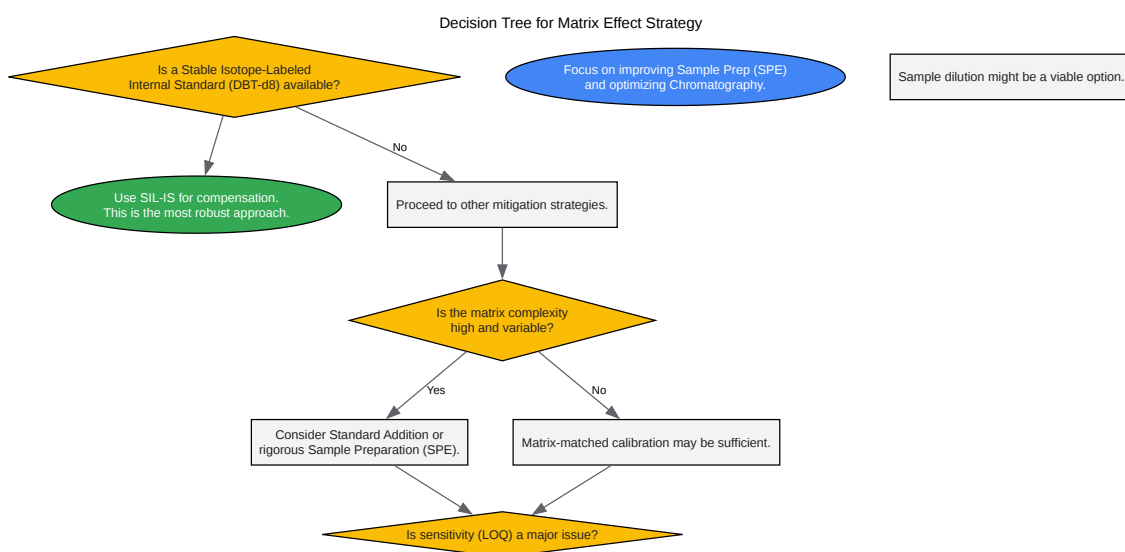 Decision Tree for Matrix Effect Strategy
Is a Stable Isotope-Labeled
Internal Standard (DBT-d8) available?
Focus on improving Sample Prep (SPE)
and optimizing Chromatography.
Sample dilution might be a viable option.
No
Use SIL-IS for compensation.
This is the most robust approach.
Proceed to other mitigation strategies.
Is the matrix complexity
high and variable?
Yes
No
Consider Standard Addition or
rigorous Sample Preparation (SPE).
Matrix-matched calibration may be sufficient.
Is sensitivity (LOQ) a major issue?